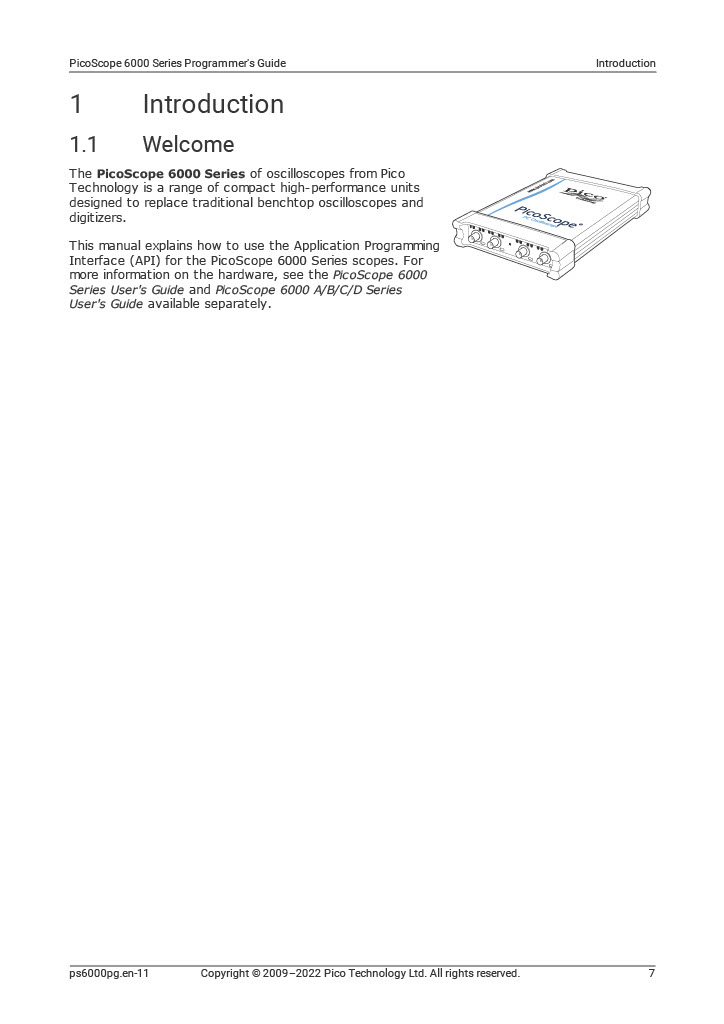 PicoScope 6000 Series Programmer's Guide Introduction
1 Introduction
1.1 Welcome
The PicoScope 6000 Series of oscilloscopes from Pico
Technology is a range of compact high-performance units
designed to replace traditional benchtop oscilloscopes and
digitizers.
This manual explains how to use the Application Programming
Interface (API) for the PicoScope 6000 Series scopes. For
more information on the hardware, see the PicoScope 6000
Series User's Guide and PicoScope 6000 A/B/C/D Series
User's Guide available separately.
pico
PicoScope®
ps6000pg.en-11 Copyright © 2009–2022 Pico Technology Ltd. All rights reserved. 7